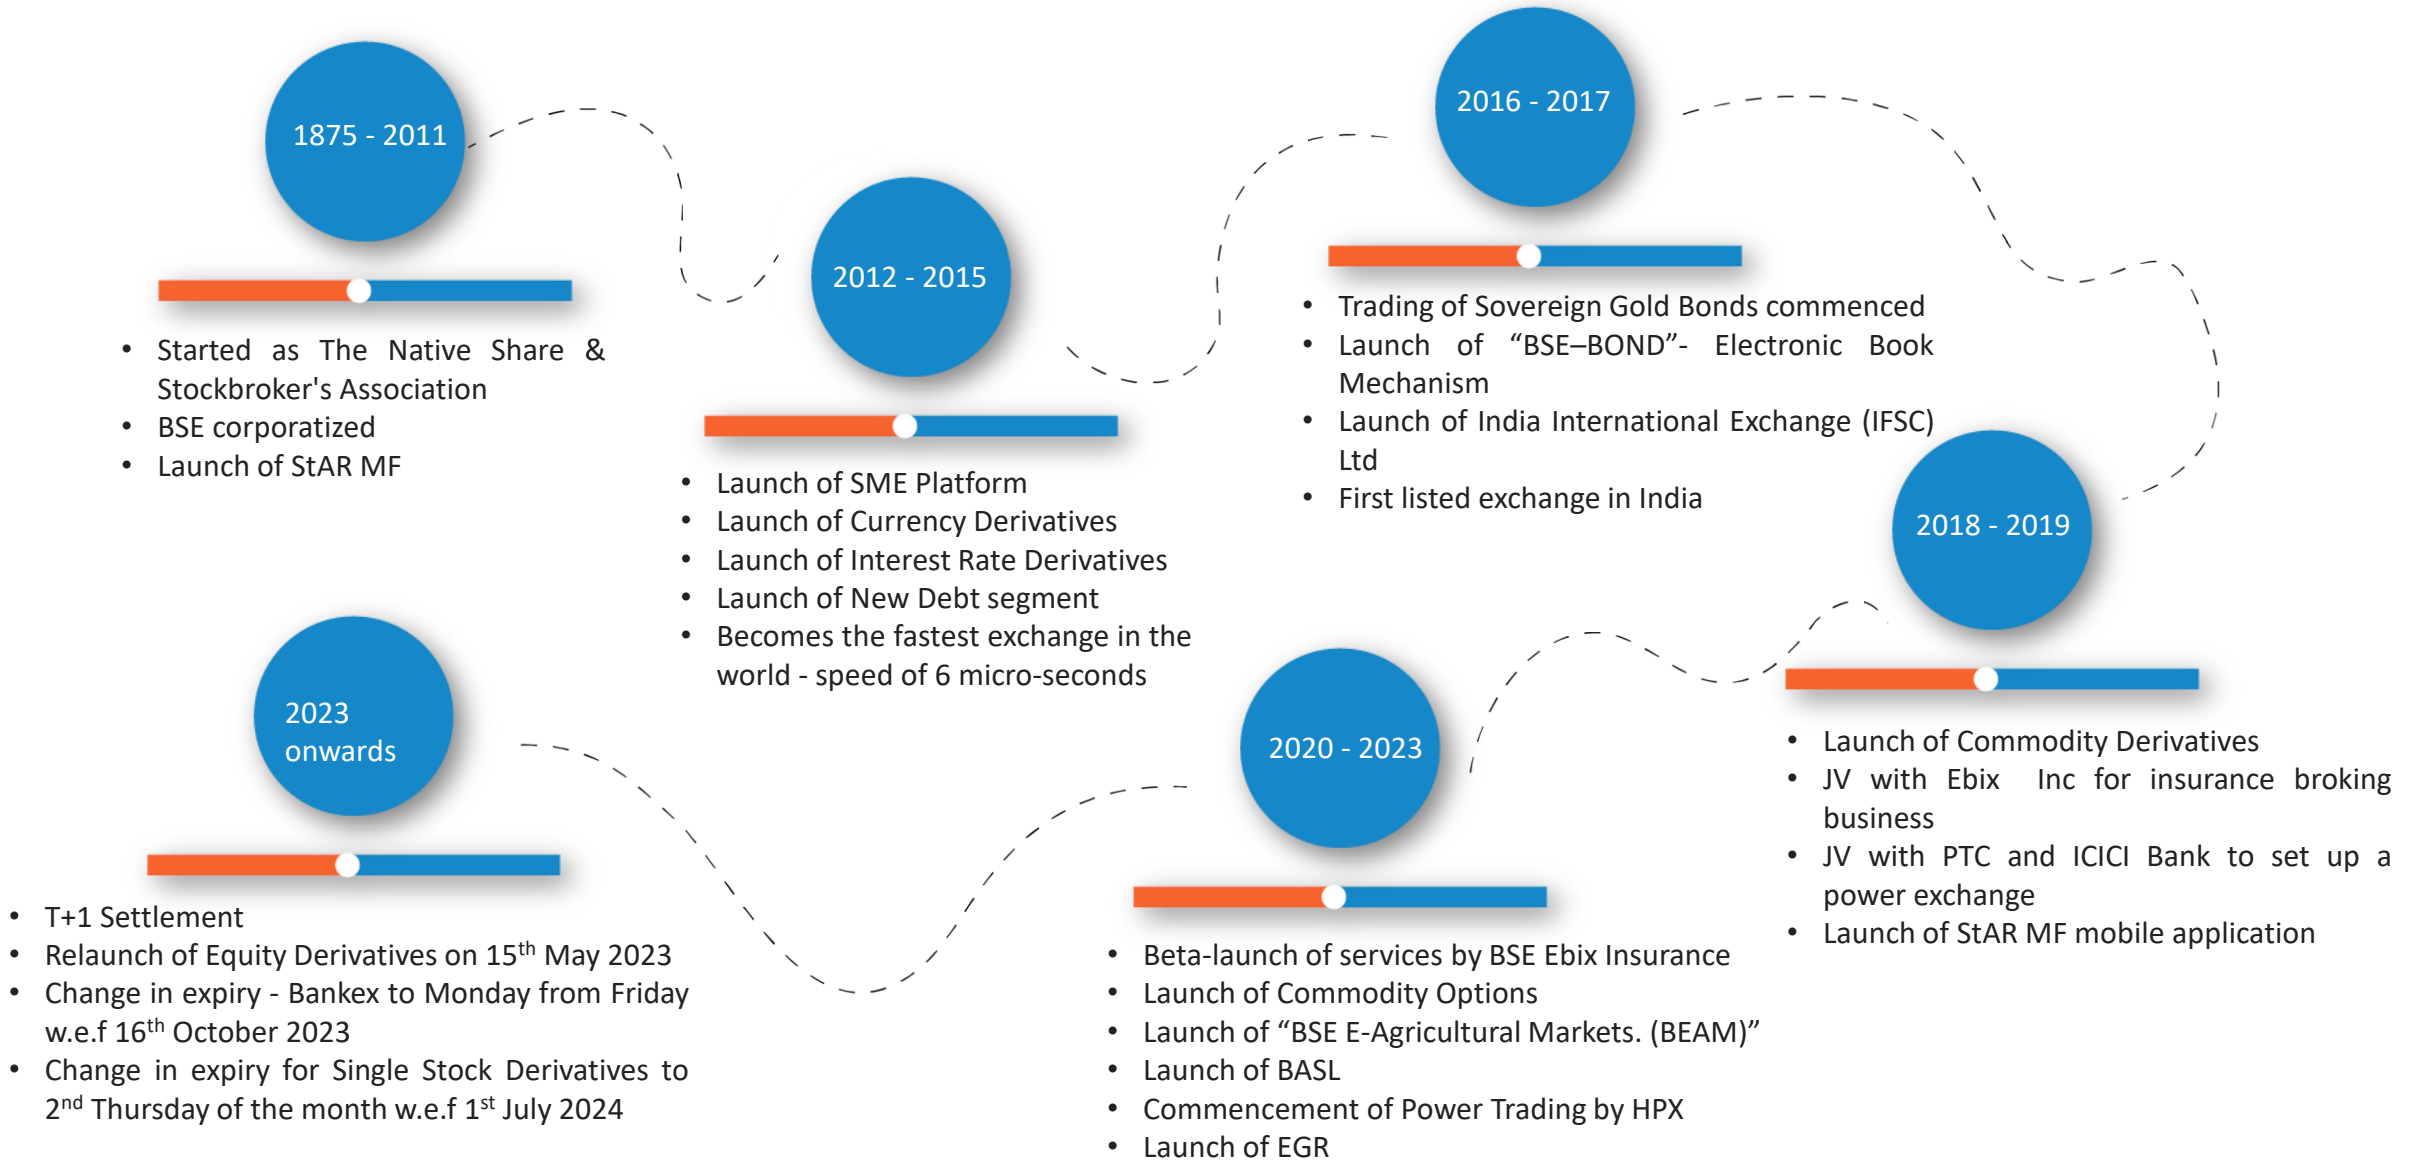 1875 - 2011
• Started as The Native Share &
Stockbroker's Association
• BSE corporatized
• Launch of StAR MF
2012 - 2015
• Launch of SME Platform
• Launch of Currency Derivatives
• Launch of Interest Rate Derivatives
• Launch of New Debt segment
• Becomes the fastest exchange in the
world - speed of 6 micro-seconds
2016 - 2017
• Trading of Sovereign Gold Bonds commenced
• Launch of “BSE–BOND”- Electronic Book
Mechanism
• Launch of India International Exchange (IFSC)
Ltd
• First listed exchange in India
2018 - 2019
• Launch of Commodity Derivatives
• JV with Ebix Inc for insurance broking
business
• JV with PTC and ICICI Bank to set up a
power exchange
• Launch of StAR MF mobile application
2020 - 2023
• Beta-launch of services by BSE Ebix Insurance
• Launch of Commodity Options
• Launch of “BSE E-Agricultural Markets. (BEAM)”
• Launch of BASL
• Commencement of Power Trading by HPX
• Launch of EGR
2023
onwards
• T+1 Settlement
• Relaunch of Equity Derivatives on 15th May 2023
• Change in expiry - Bankex to Monday from Friday
w.e.f 16th October 2023
• Change in expiry for Single Stock Derivatives to
2nd Thursday of the month w.e.f 1st July 2024